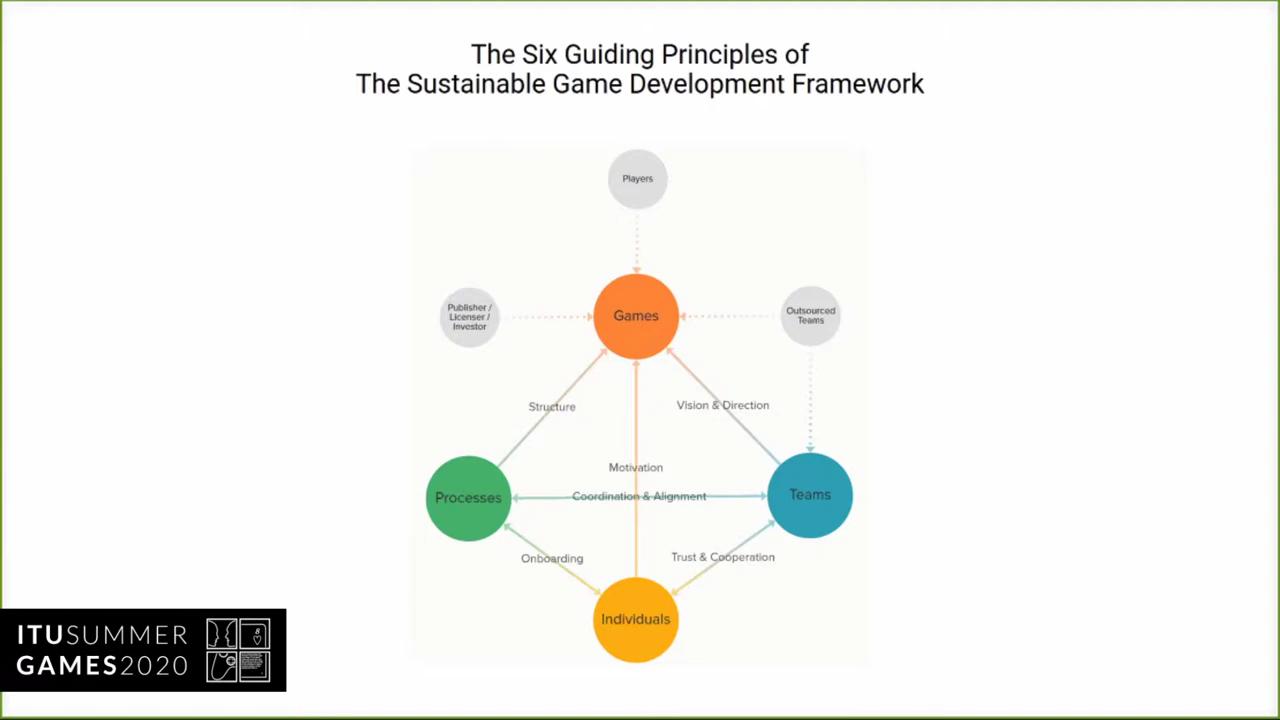 The Six Guiding Principles of
The Sustainable Game Development Framework
Players
Publisher /
Licenser /
Investor
Games
Outsourced
Teams
Structure
Vision & Direction
Motivation
Processes
Coordination & Alignment
Teams
Onboarding
Trust & Cooperation
Individuals
ITUSUMMER
GAMES2020
8